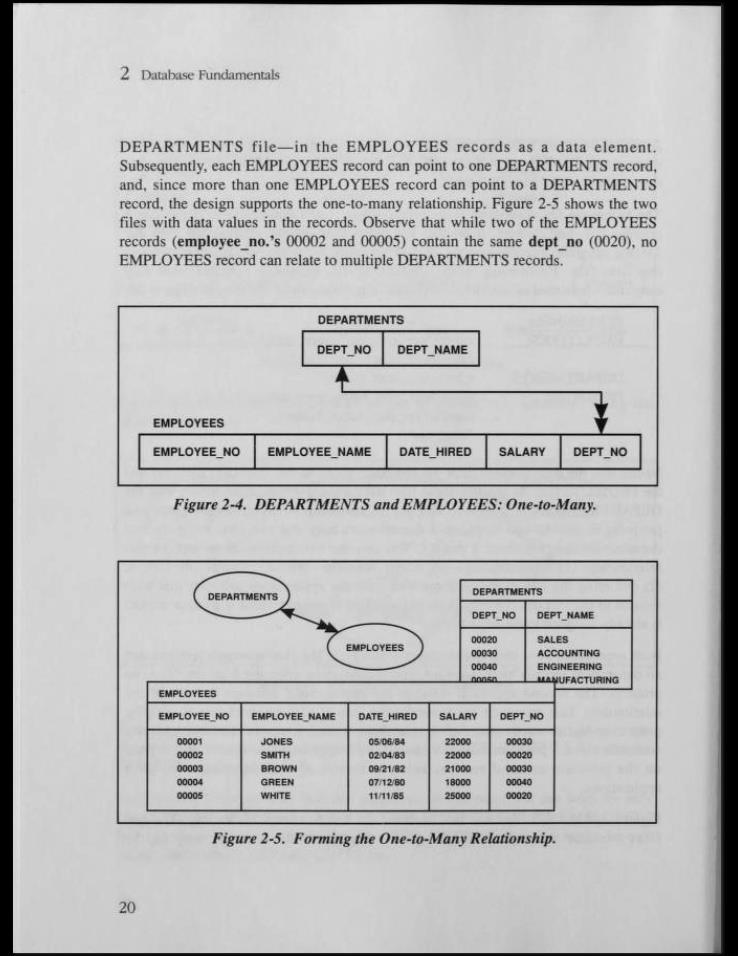 2 Database Fundamentals
DEPARTMENTS file—in the EMPLOYEES records as a data element.
Subsequently, each EMPLOYEES record can point to one DEPARTMENTS record,
and, since more than one EMPLOYEES record can point to a DEPARTMENTS
record, the design supports the one-to-many relationship. Figure 2-5 shows the two
files with data values in the records. Observe that while two of the EMPLOYEES
records (employee_no.'s 00002 and 00005) contain the same dept_no (0020), no
EMPLOYEES record can relate to multiple DEPARTMENTS records.
DEPARTMENTS
DEPT_NO DEPT_NAME
EMPLOYEES
EMPLOYEE_NO EMPLOYEE_NAME DATE_HIRED SALARY DEPT_NO
Figure 2-4. DEPARTMENTS and EMPLOYEES: One-to-Many.
DEPARTMENTS
EMPLOYEES
DEPARTMENTS
DEPT_NO DEPT_NAME
00020 SALES
00030 ACCOUNTING
00040 ENGINEERING
00050 MANUFACTURING
EMPLOYEES
EMPLOYEE_NO EMPLOYEE_NAME DATE_HIRED SALARY DEPT_NO
00001 JONES 05/06/84 22000 00030
00002 SMITH 02/04/83 22000 00020
00003 BROWN 09/21/82 21000 00030
00004 GREEN 07/12/80 18000 00040
00005 WHITE 11/11/85 25000 00020
Figure 2-5. Forming the One-to-Many Relationship.
20